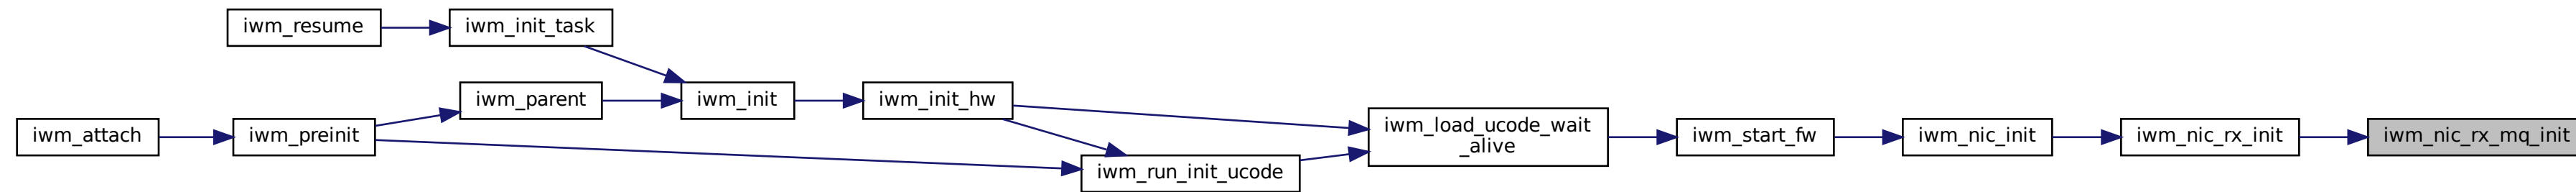 iwm_resume
iwm_init_task
iwm_parent
iwm_init
iwm_init_hw
iwm_attach
iwm_preinit
iwm_load_ucode_wait
_alive
iwm_start_fw
iwm_nic_init
iwm_nic_rx_init
iwm_nic_rx_mq_init
iwm_run_init_ucode